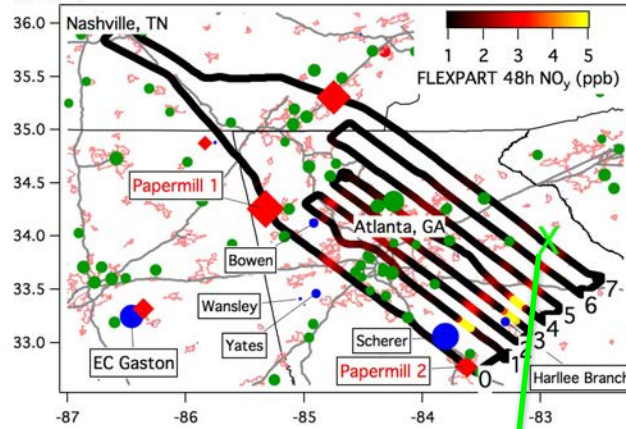 36.0
Nashville, TN
1 2 3 4 5
FLEXPART 48h NOy (ppb)
35.5
35.0
34.5
Papermill 1
34.0
Atlanta, GA
X
Bowen
33.5
Wansley
7
6
5
4
Yates
3
33.0
EC Gaston
Scherer
1
Papermill 2
0
Harllee Branch
-87 -86 -85 -84 -83